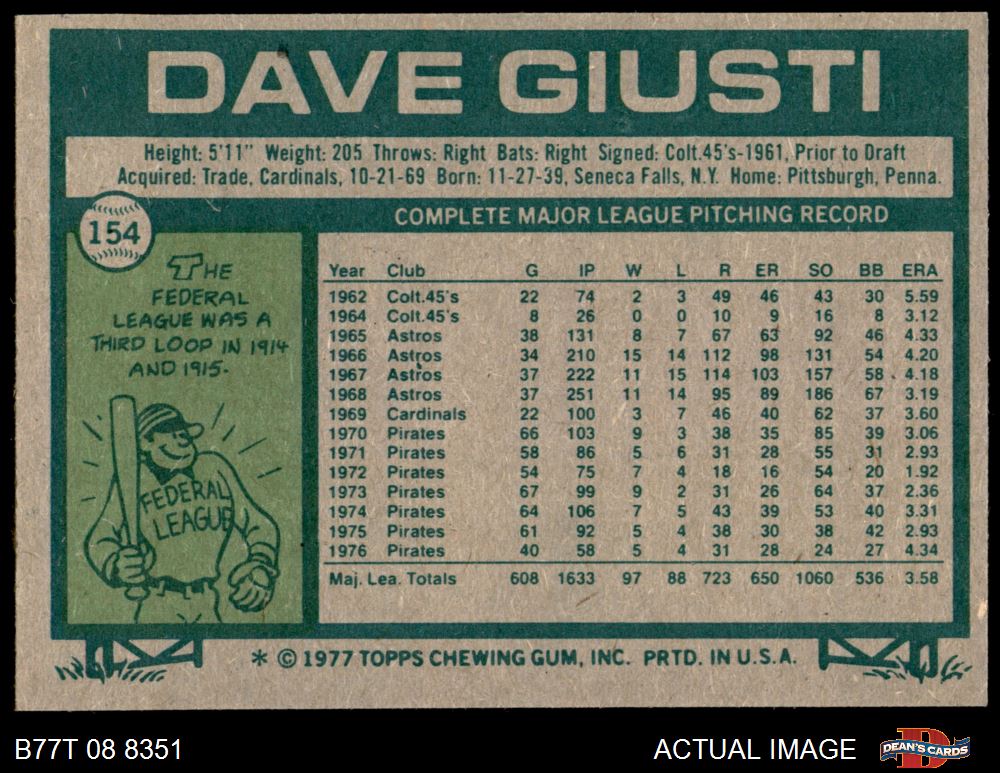 DAVE GIUSTI
Height: 5'11" Weight: 205 Throws: Right Bats: Right Signed: Colt.45's-1961, Prior to Draft
Acquired: Trade, Cardinals, 10-21-69 Born: 11-27-39, Seneca Falls, N.Y. Home: Pittsburgh, Penna.
154
THE
FEDERAL
LEAGUE WAS A
THIRD LOOP IN 1914
AND 1915.
FEDERAL
LEAGUE
COMPLETE MAJOR LEAGUE PITCHING RECORD
Year Club G IP W L R ER SO BB ERA
1962 Colt.45's 22 74 2 3 49 46 43 30 5.59
1964 Colt.45's 8 26 0 0 10 9 16 8 3.12
1965 Astros 38 131 8 7 67 63 92 46 4.33
1966 Astros 34 210 15 14 112 98 131 54 4.20
1967 Astros 37 222 11 15 114 103 157 58 4.18
1968 Astros 37 251 11 14 95 89 186 67 3.19
1969 Cardinals 22 100 3 7 46 40 62 37 3.60
1970 Pirates 66 103 9 3 38 35 85 39 3.06
1971 Pirates 58 86 5 6 31 28 55 31 2.93
1972 Pirates 54 75 7 4 18 16 54 20 1.92
1973 Pirates 67 99 9 2 31 26 64 37 2.36
1974 Pirates 64 106 7 5 43 39 53 40 3.31
1975 Pirates 61 92 5 4 38 30 38 42 2.93
1976 Pirates 40 58 5 4 31 28 24 27 4.34
Maj. Lea. Totals 608 1633 97 88 723 650 1060 536 3.58
* © 1977 TOPPS CHEWING GUM, INC. PRTD. IN U.S.A.
B77T 08 8351 ACTUAL IMAGE DEAN'S CARDS